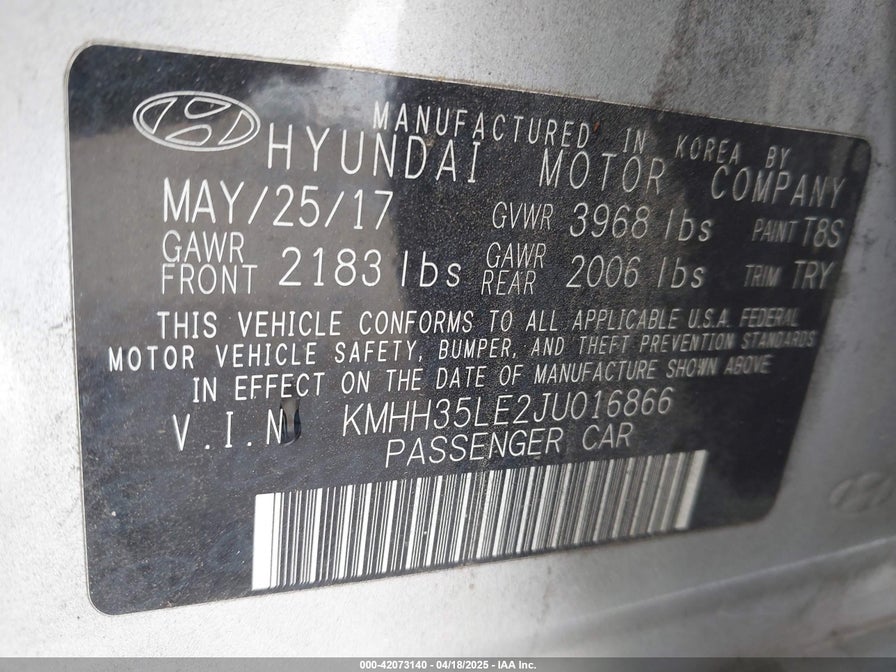 MANUFACTURED IN KOREA BY
HYUNDAI MOTOR COMPANY
MAY/25/17 GVWR 3968 lbs PAINT T8S
GAWR FRONT 2183 lbs GAWR REAR 2006 lbs TRIM TRY
THIS VEHICLE CONFORMS TO ALL APPLICABLE U.S.A. FEDERAL
MOTOR VEHICLE SAFETY, BUMPER, AND THEFT PREVENTION STANDARDS
IN EFFECT ON THE DATE OF MANUFACTURE SHOWN ABOVE
V.I.N KMHH35LE2JU016866
PASSENGER CAR
000-42073140 - 04/18/2025 - IAA Inc.